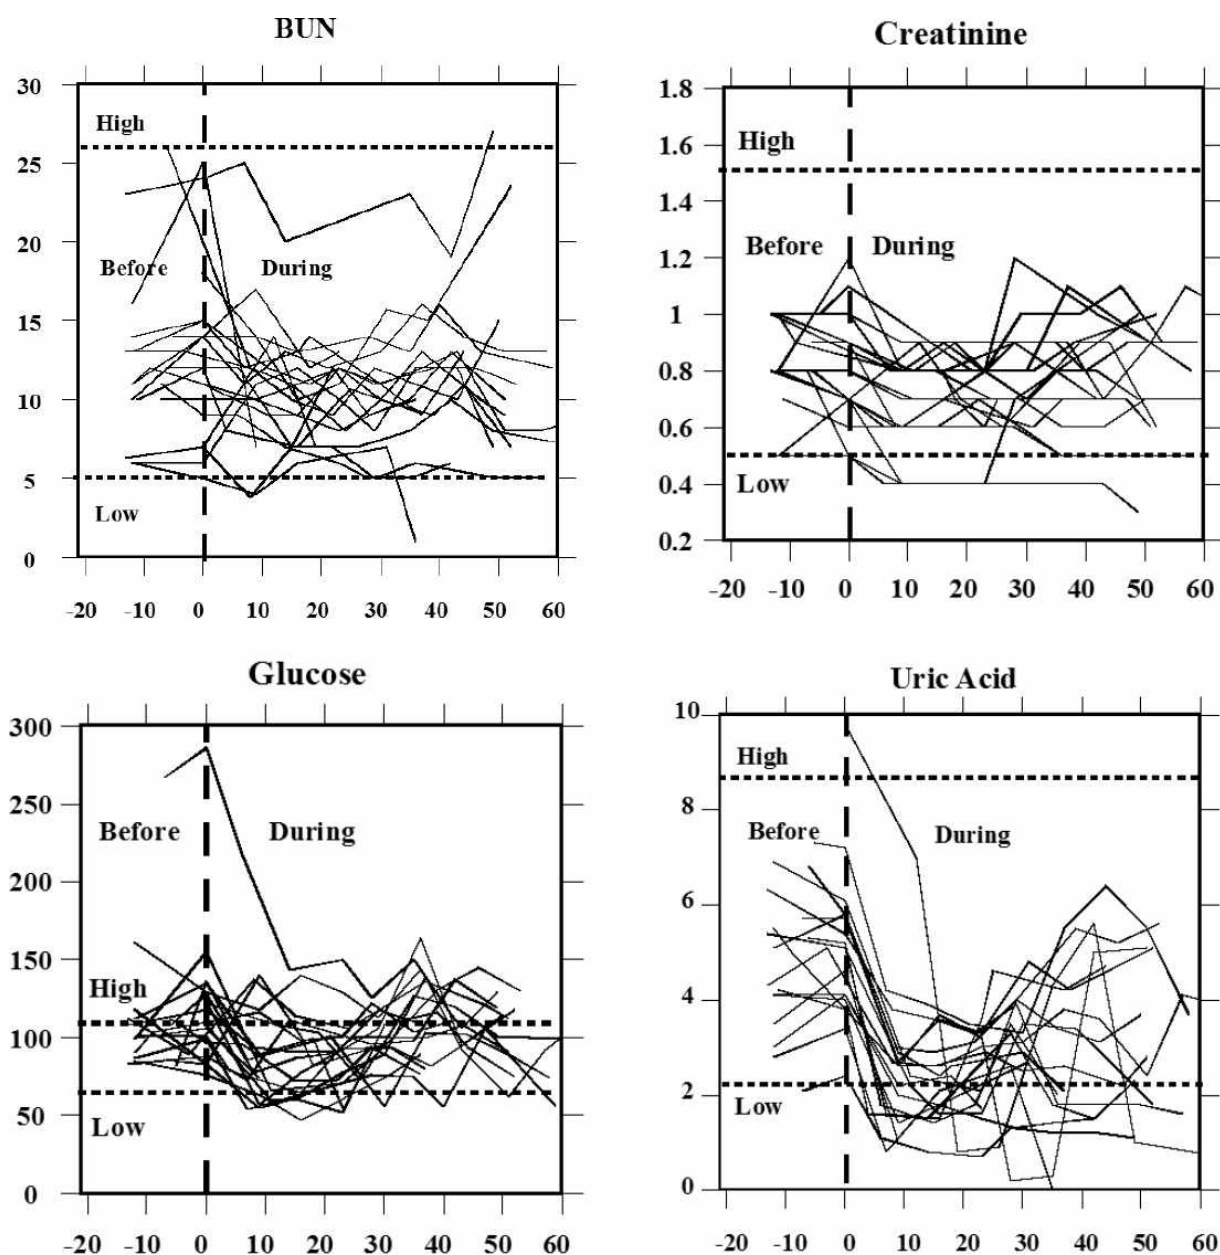 BUN
30
25
20
15
10
5
0
High
Before
During
Low
-20 -10 0 10 20 30 40 50 60
Creatinine
1.8
1.6
1.4
1.2
1
0.8
0.6
0.4
0.2
High
Before
During
Low
-20 -10 0 10 20 30 40 50 60
Glucose
300
250
200
150
100
50
0
Before
During
High
Low
-20 -10 0 10 20 30 40 50 60
Uric Acid
10
8
6
4
2
0
High
Before
During
Low
-20 -10 0 10 20 30 40 50 60